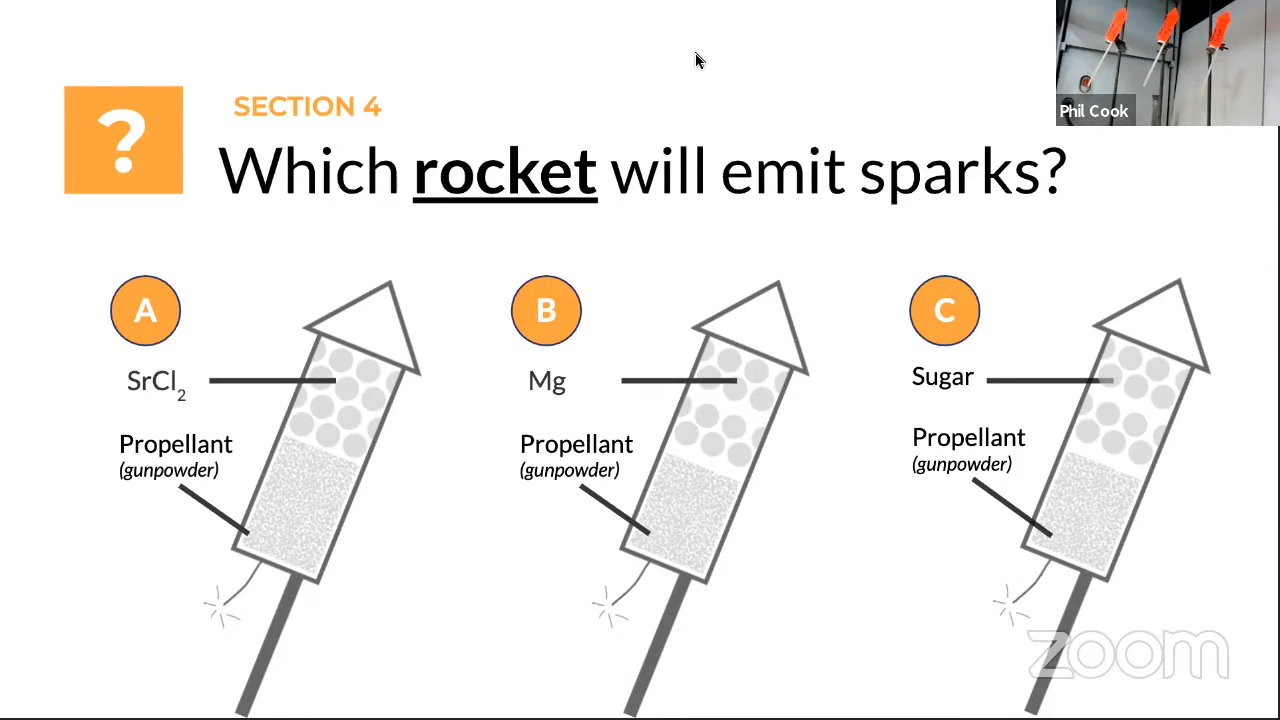 Phil Cook
?
SECTION 4
Which rocket will emit sparks?
A
SrCl₂
Propellant
(gunpowder)
B
Mg
Propellant
(gunpowder)
C
Sugar
Propellant
(gunpowder)
zoom